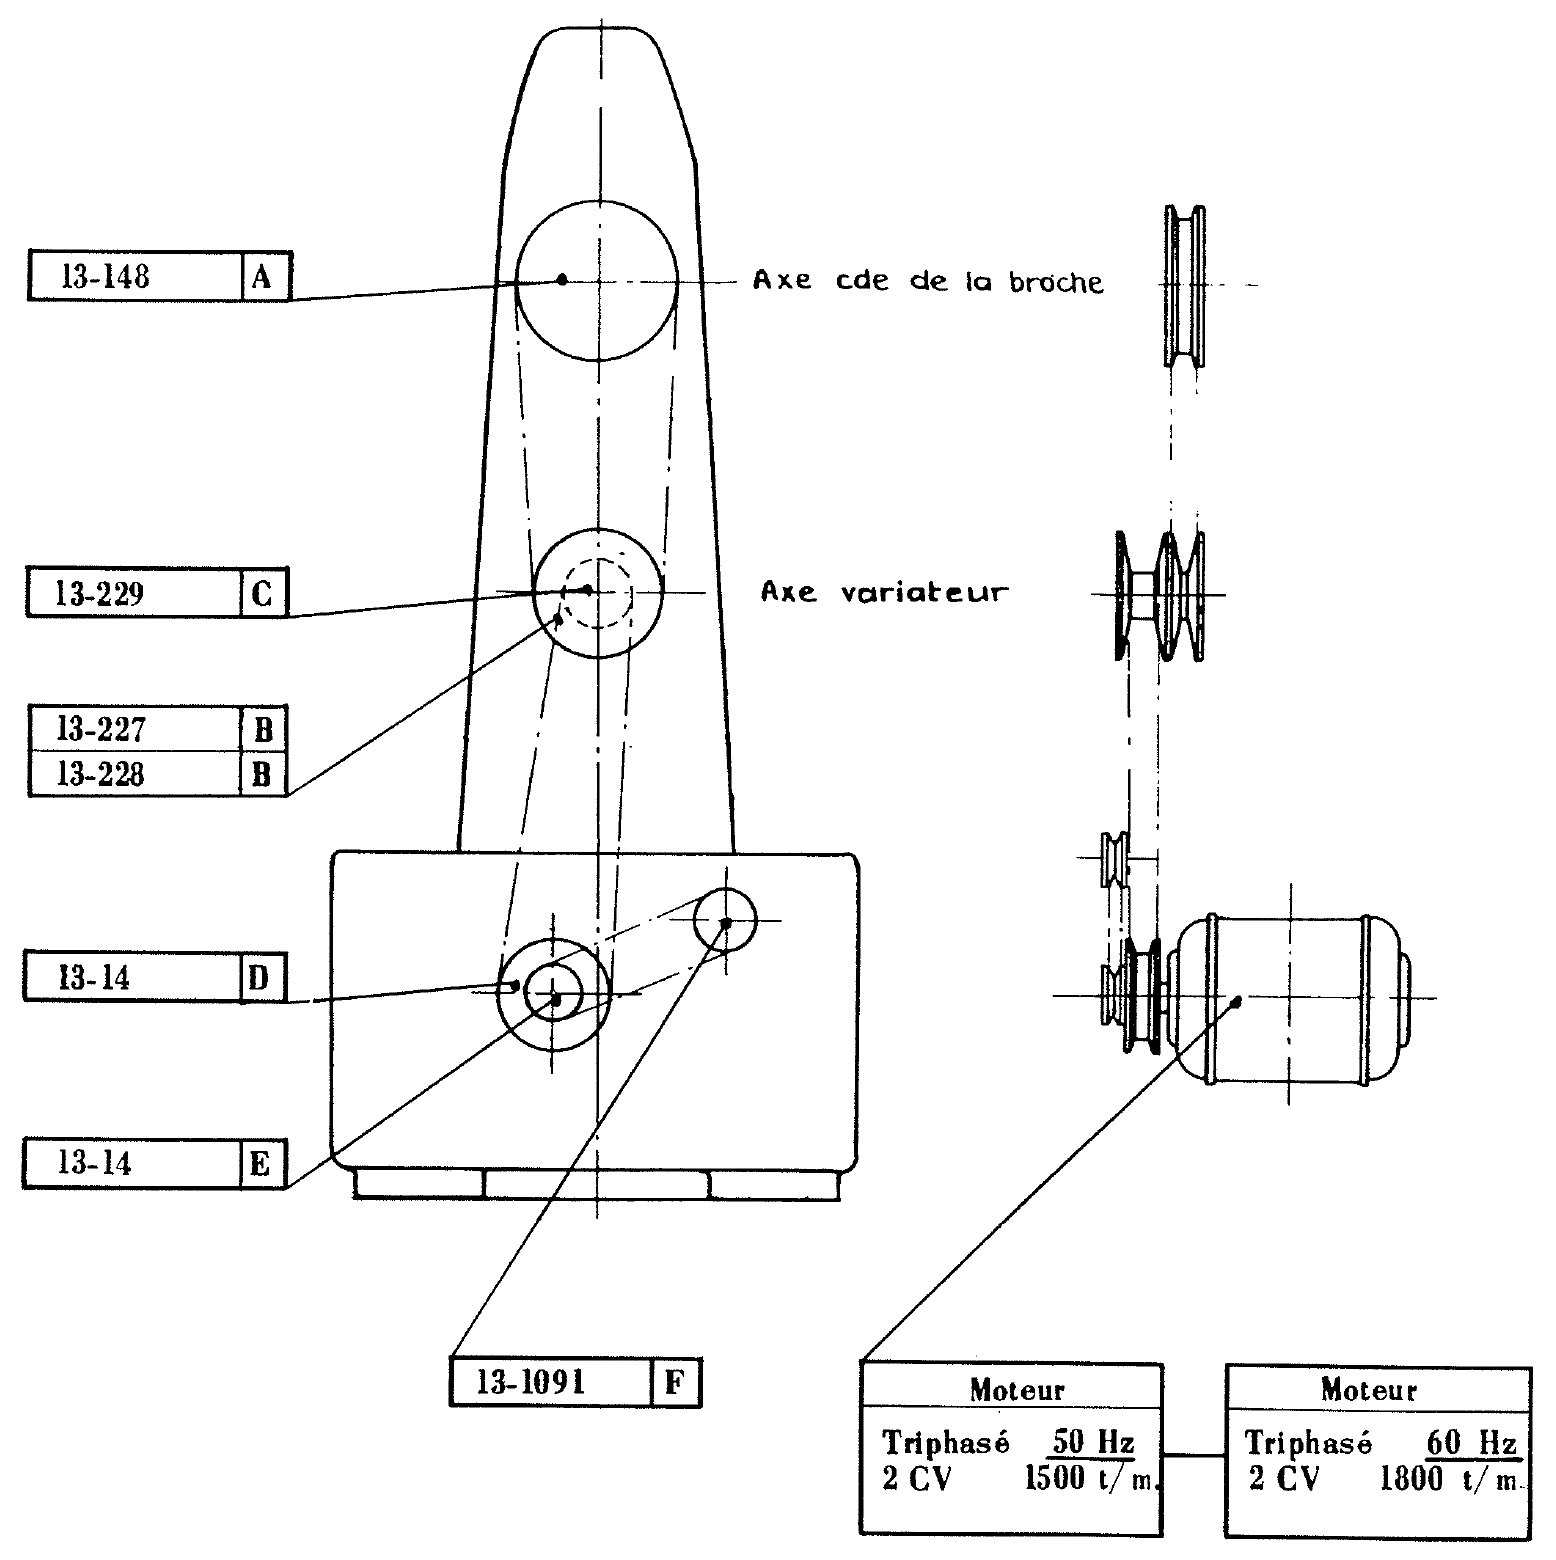 13-148 A
Axe cde de la broche
13-229 C
Axe variateur
13-227 B
13-228 B
13-14 D
13-14 E
13-1091 F
Moteur
Triphasé 50 Hz
2 CV 1500 t/m.
Moteur
Triphasé 60 Hz
2 CV 1800 t/m.